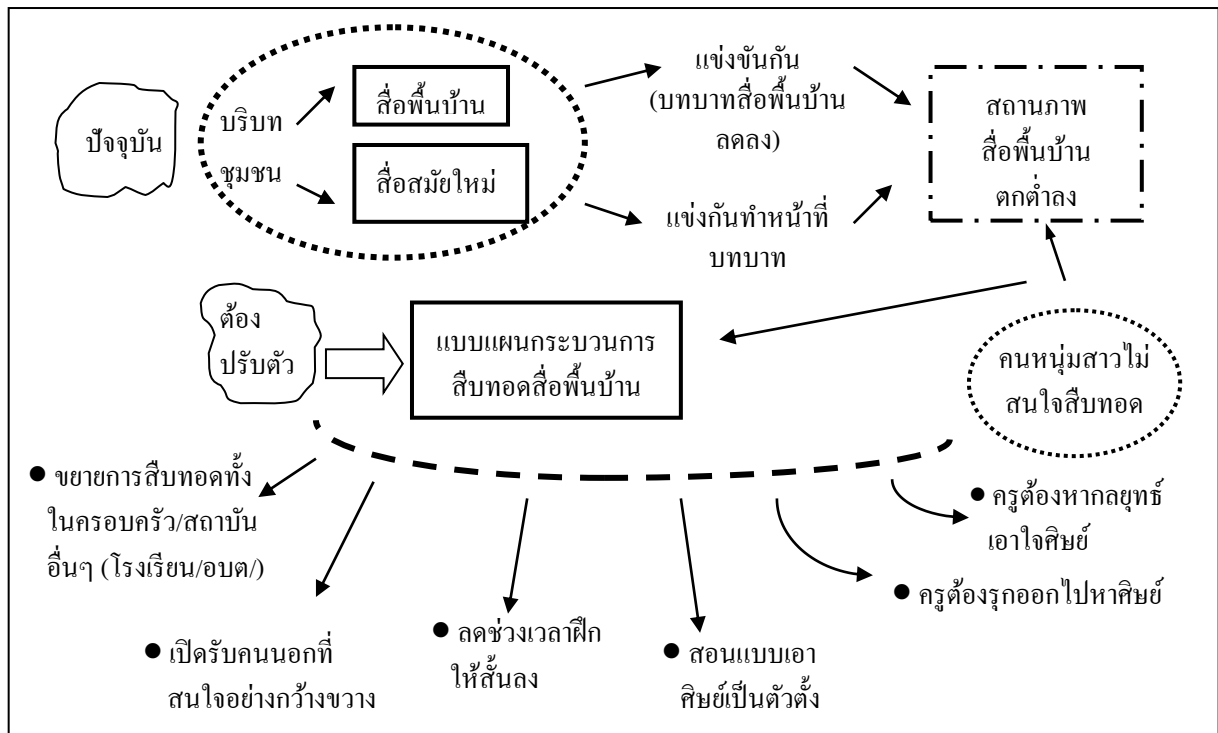 ปัจจุบัน
บริบท
ชุมชน
สื่อพื้นบ้าน
สื่อสมัยใหม่
แข่งขันกัน
(บทบาทสื่อพื้นบ้าน
ลดลง)
แข่งกันทำหน้าที่
บทบาท
สถานภาพ
สื่อพื้นบ้าน
ตกต่ำลง
ต้อง
ปรับตัว
แบบแผนกระบวนการ
สืบทอดสื่อพื้นบ้าน
คนหนุ่มสาวไม่
สนใจสืบทอด
● ขยายการสืบทอดทั้ง
ในครอบครัว/สถาบัน
อื่นๆ (โรงเรียน/อบต/)
● เปิดรับคนนอกที่
สนใจอย่างกว้างขวาง
● ลดช่วงเวลาฝึก
ให้สั้นลง
● สอนแบบเอา
ศิษย์เป็นตัวตั้ง
● ครูต้องรุกออกไปหาศิษย์
● ครูต้องหากลยุทธ์
เอาใจศิษย์